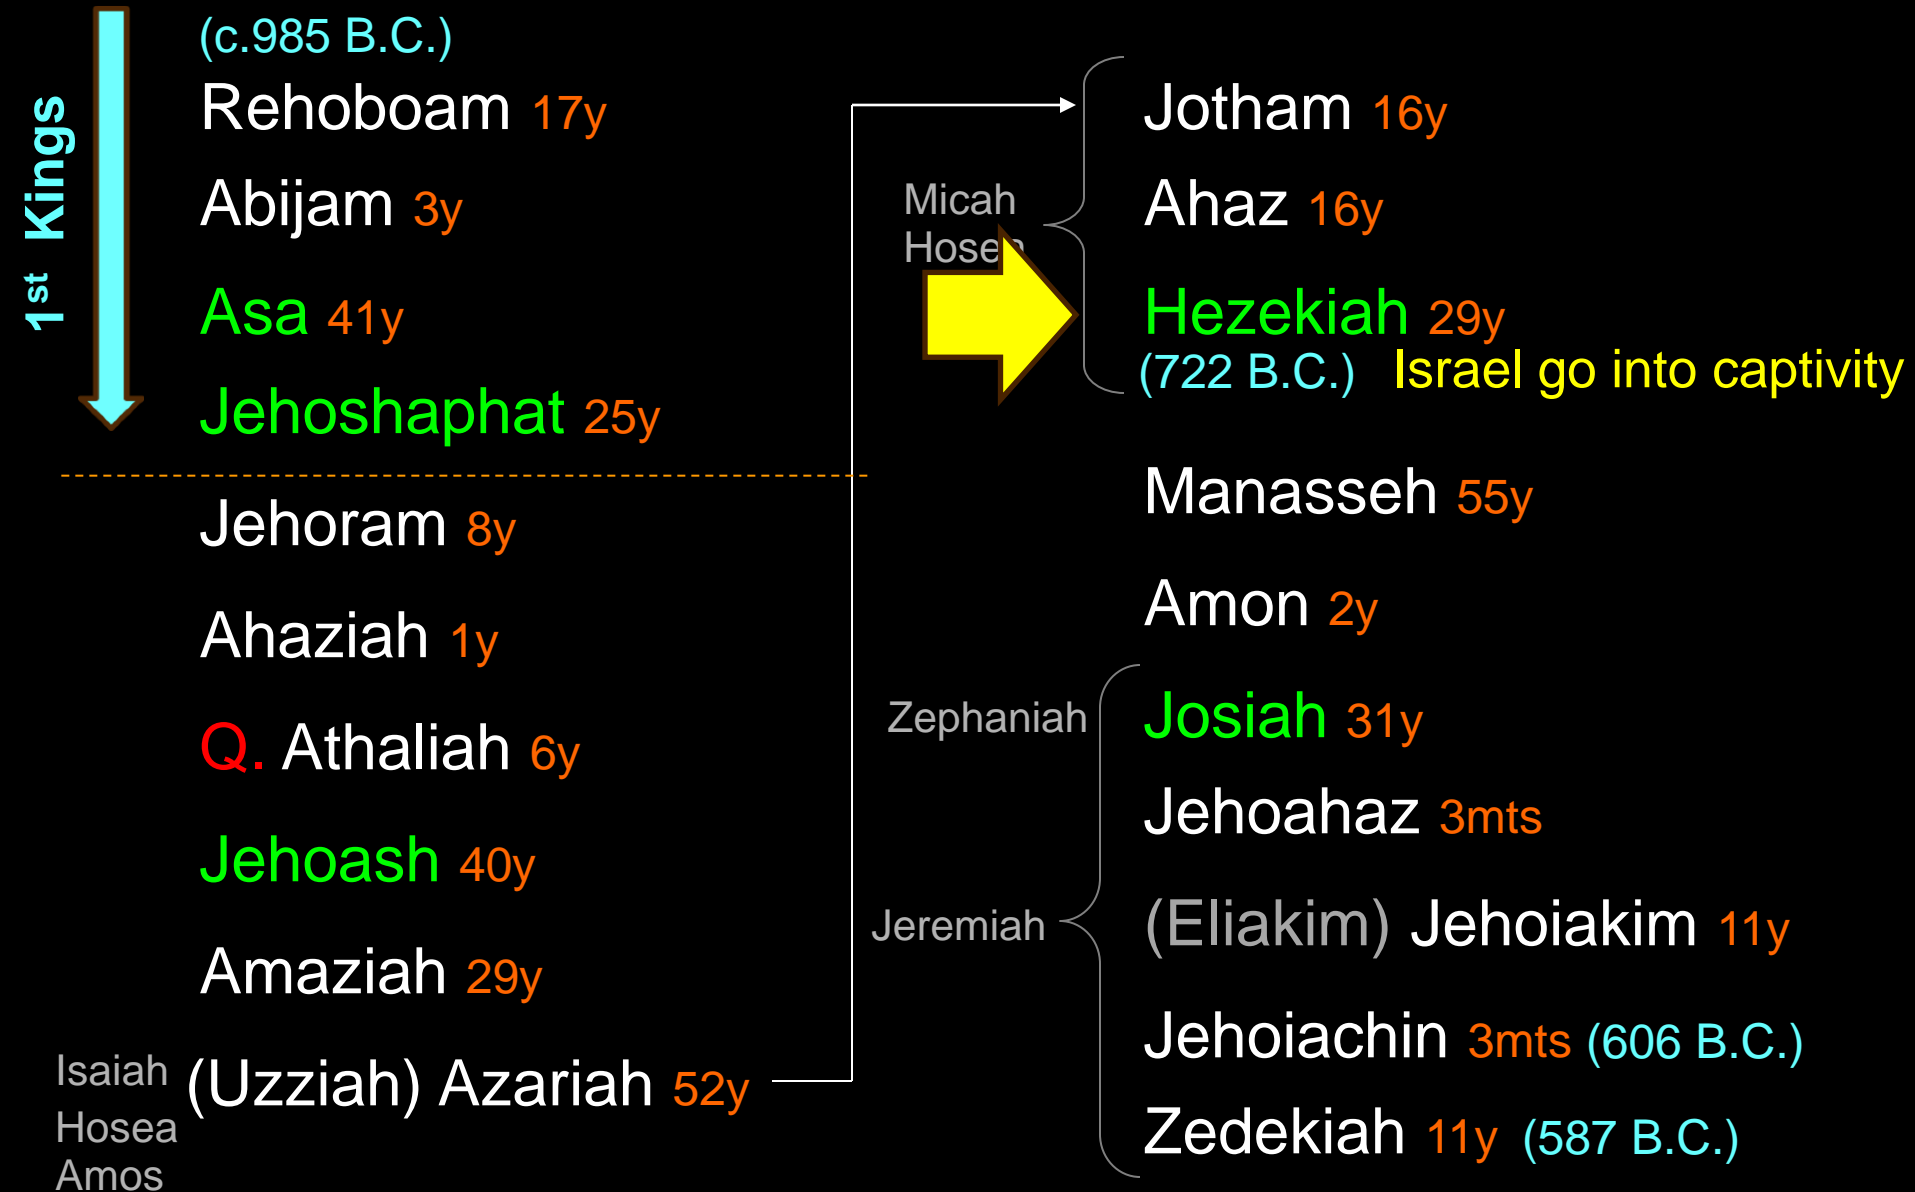 1st Kings
(c.985 B.C.)
Rehoboam 17y
Abijam 3y
Asa 41y
Jehoshaphat 25y
Jehoram 8y
Ahaziah 1y
Q. Athaliah 6y
Jehoash 40y
Amaziah 29y
Isaiah
(Uzziah) Azariah 52y
Hosea
Amos
Jotham 16y
Micah
Ahaz 16y
Hosea
Hezekiah 29y
(722 B.C.) Israel go into captivity
Manasseh 55y
Amon 2y
Zephaniah
Josiah 31y
Jehoahaz 3mts
Jeremiah
(Eliakim) Jehoiakim 11y
Jehoiachin 3mts (606 B.C.)
Zedekiah 11y (587 B.C.)